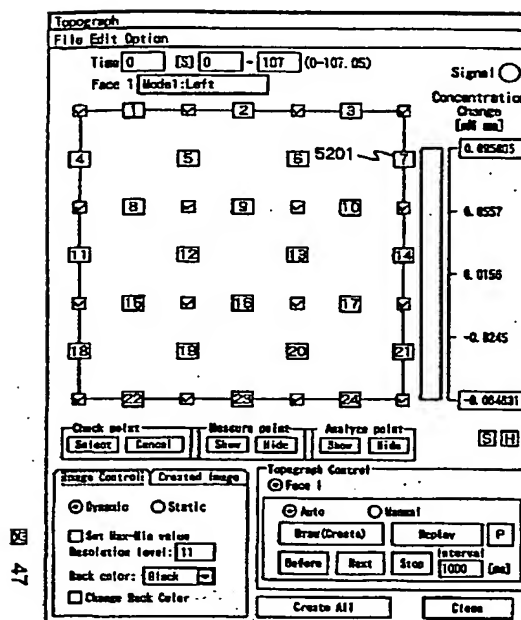 Topograph
File Edit Option
Time 0 [S] 0 - 107 (0-107.05)
Signal
Face 1: Model:Left
Concentration
Change
[mM mm]
1 2 3
4 5 6 5201 7
0.095835
8 9 10
0.0557
11 12 13 14
0.0156
15 16 17
-0.0245
18 19 20 21
22 23 24
-0.064631
Check point
Measure point
Analyze point
Select Cancel Show Hide Show Hide
S H
Image Control Created image
Topograph Control
Face 1
Dynamic Static
Auto Manual
Set Max-Min value
Draw(Create) Replay P
Resolution level: 11
Before Next Stop Interval 1000 [ms]
Back color: Black
Change Back Color
Create All Close
図 47